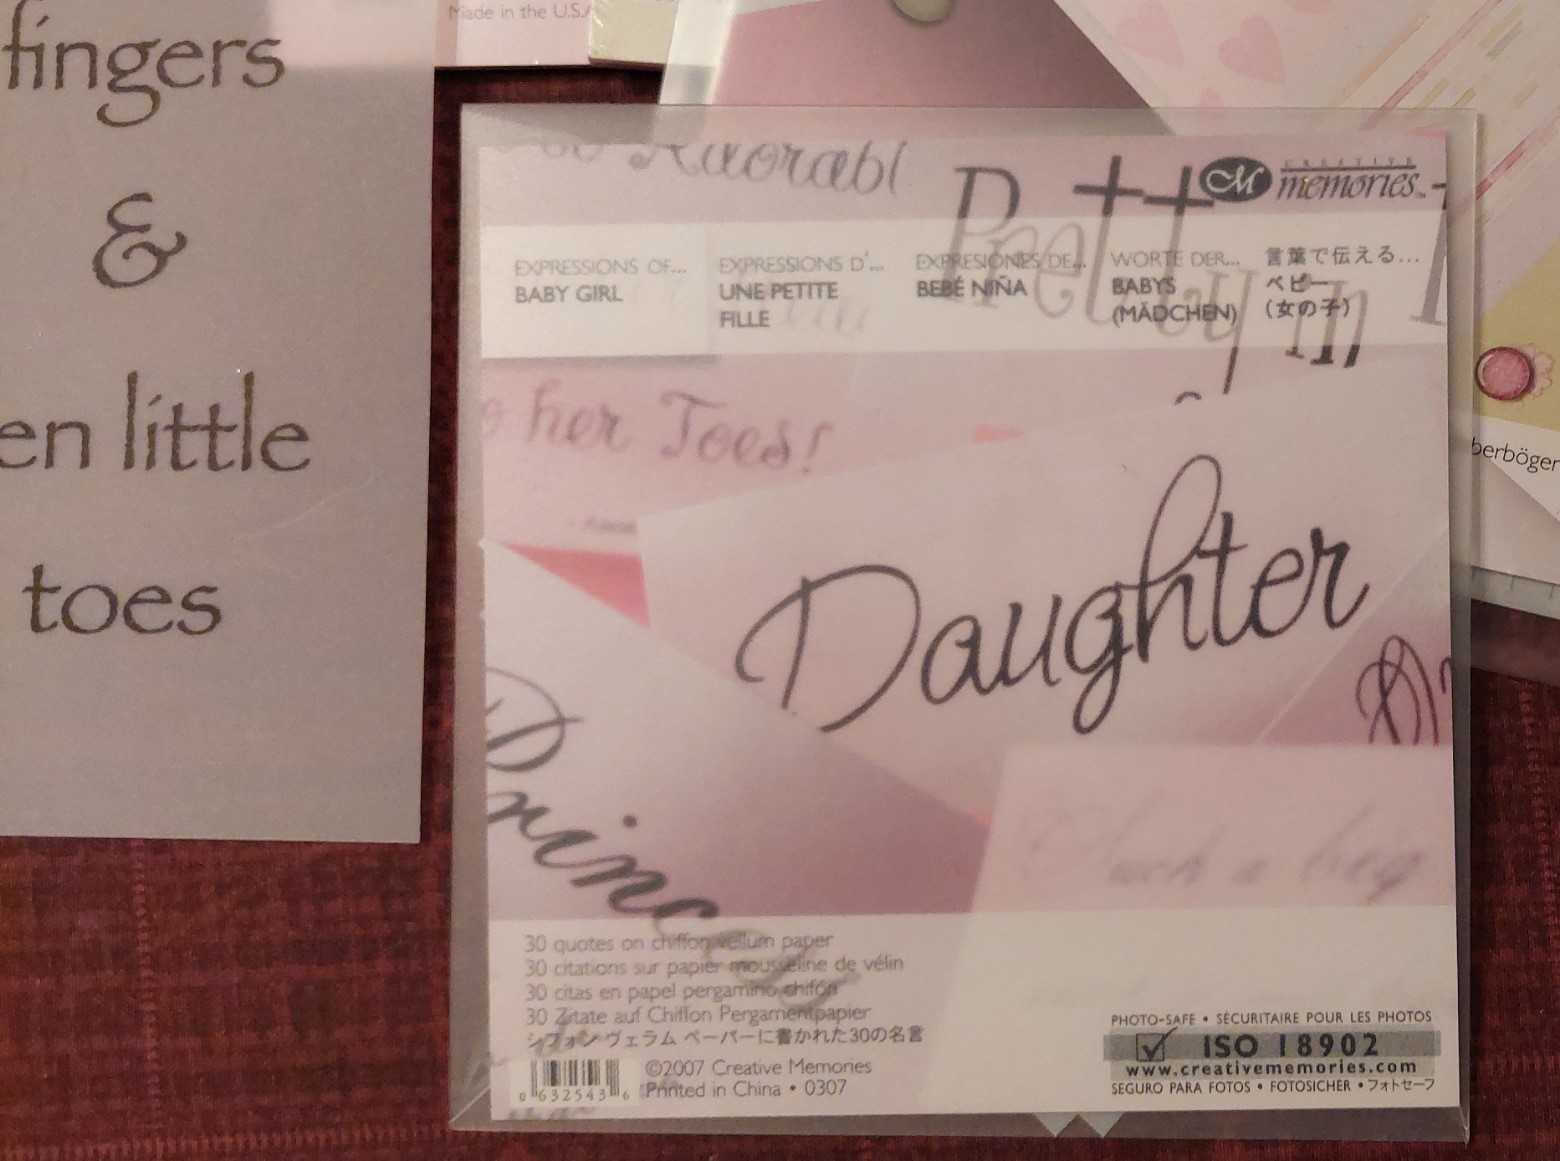 fingers
&
en little
toes
Made in the U.S.A
Adorabl
Pretty in
CREATIVE
memories™
EXPRESSIONS OF...
BABY GIRL
EXPRESSIONS D'...
UNE PETITE
FILLE
EXPRESIONES DE...
BEBÉ NIÑA
WORTE DER...
BABYS
(MÄDCHEN)
言葉で伝える...
ベビー
(女の子)
her Toes!
Daughter
Princess
30 quotes on chiffon vellum paper
30 citations sur papier mousseline de vélin
30 citas en papel pergamino chifón
30 Zitate auf Chiffon Pergamentpapier
シフォン ヴェラム ペーパーに書かれた30の名言
©2007 Creative Memories
Printed in China • 0307
0 63254 3 6
PHOTO-SAFE • SÉCURITAIRE POUR LES PHOTOS
ISO 18902
www.creativememories.com
SEGURO PARA FOTOS • FOTOSICHER • フォトセーフ
berböger